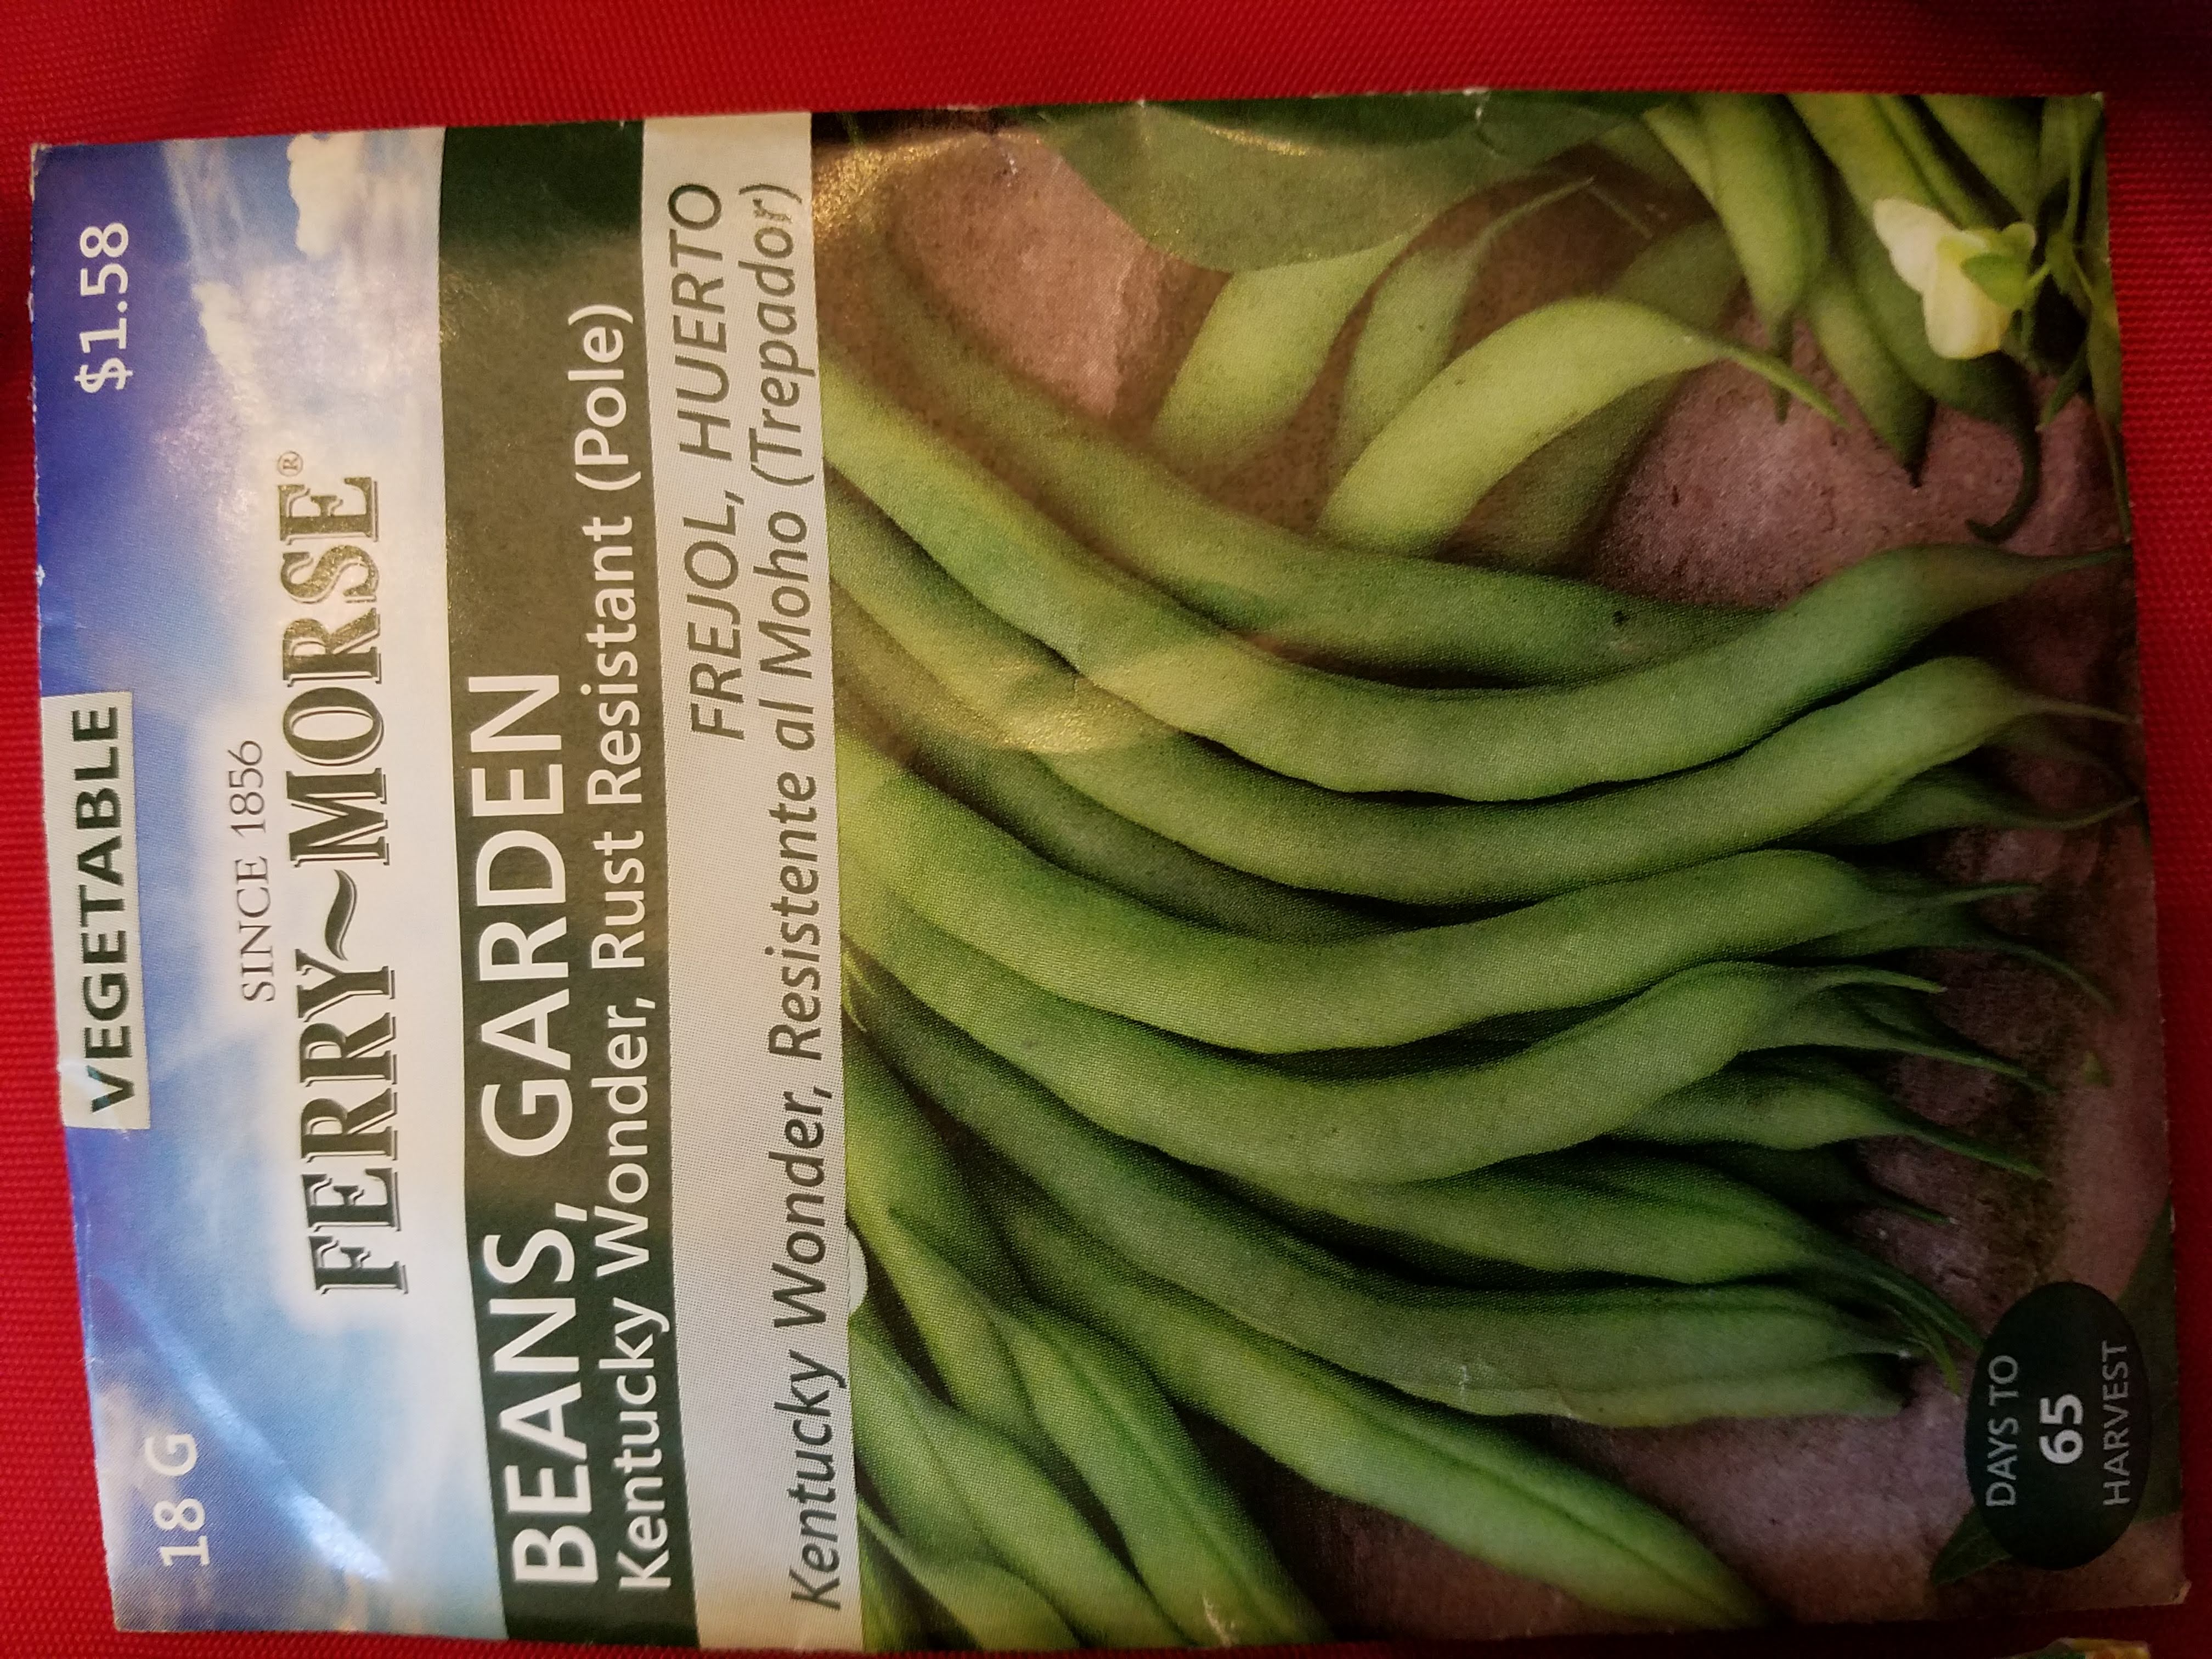 VEGETABLE
$1.58
18 G
SINCE 1856
FERRY~MORSE®
BEANS, GARDEN
Kentucky Wonder, Rust Resistant (Pole)
FREJOL, HUERTO
Kentucky Wonder, Resistente al Moho (Trepador)
DAYS TO
65
HARVEST